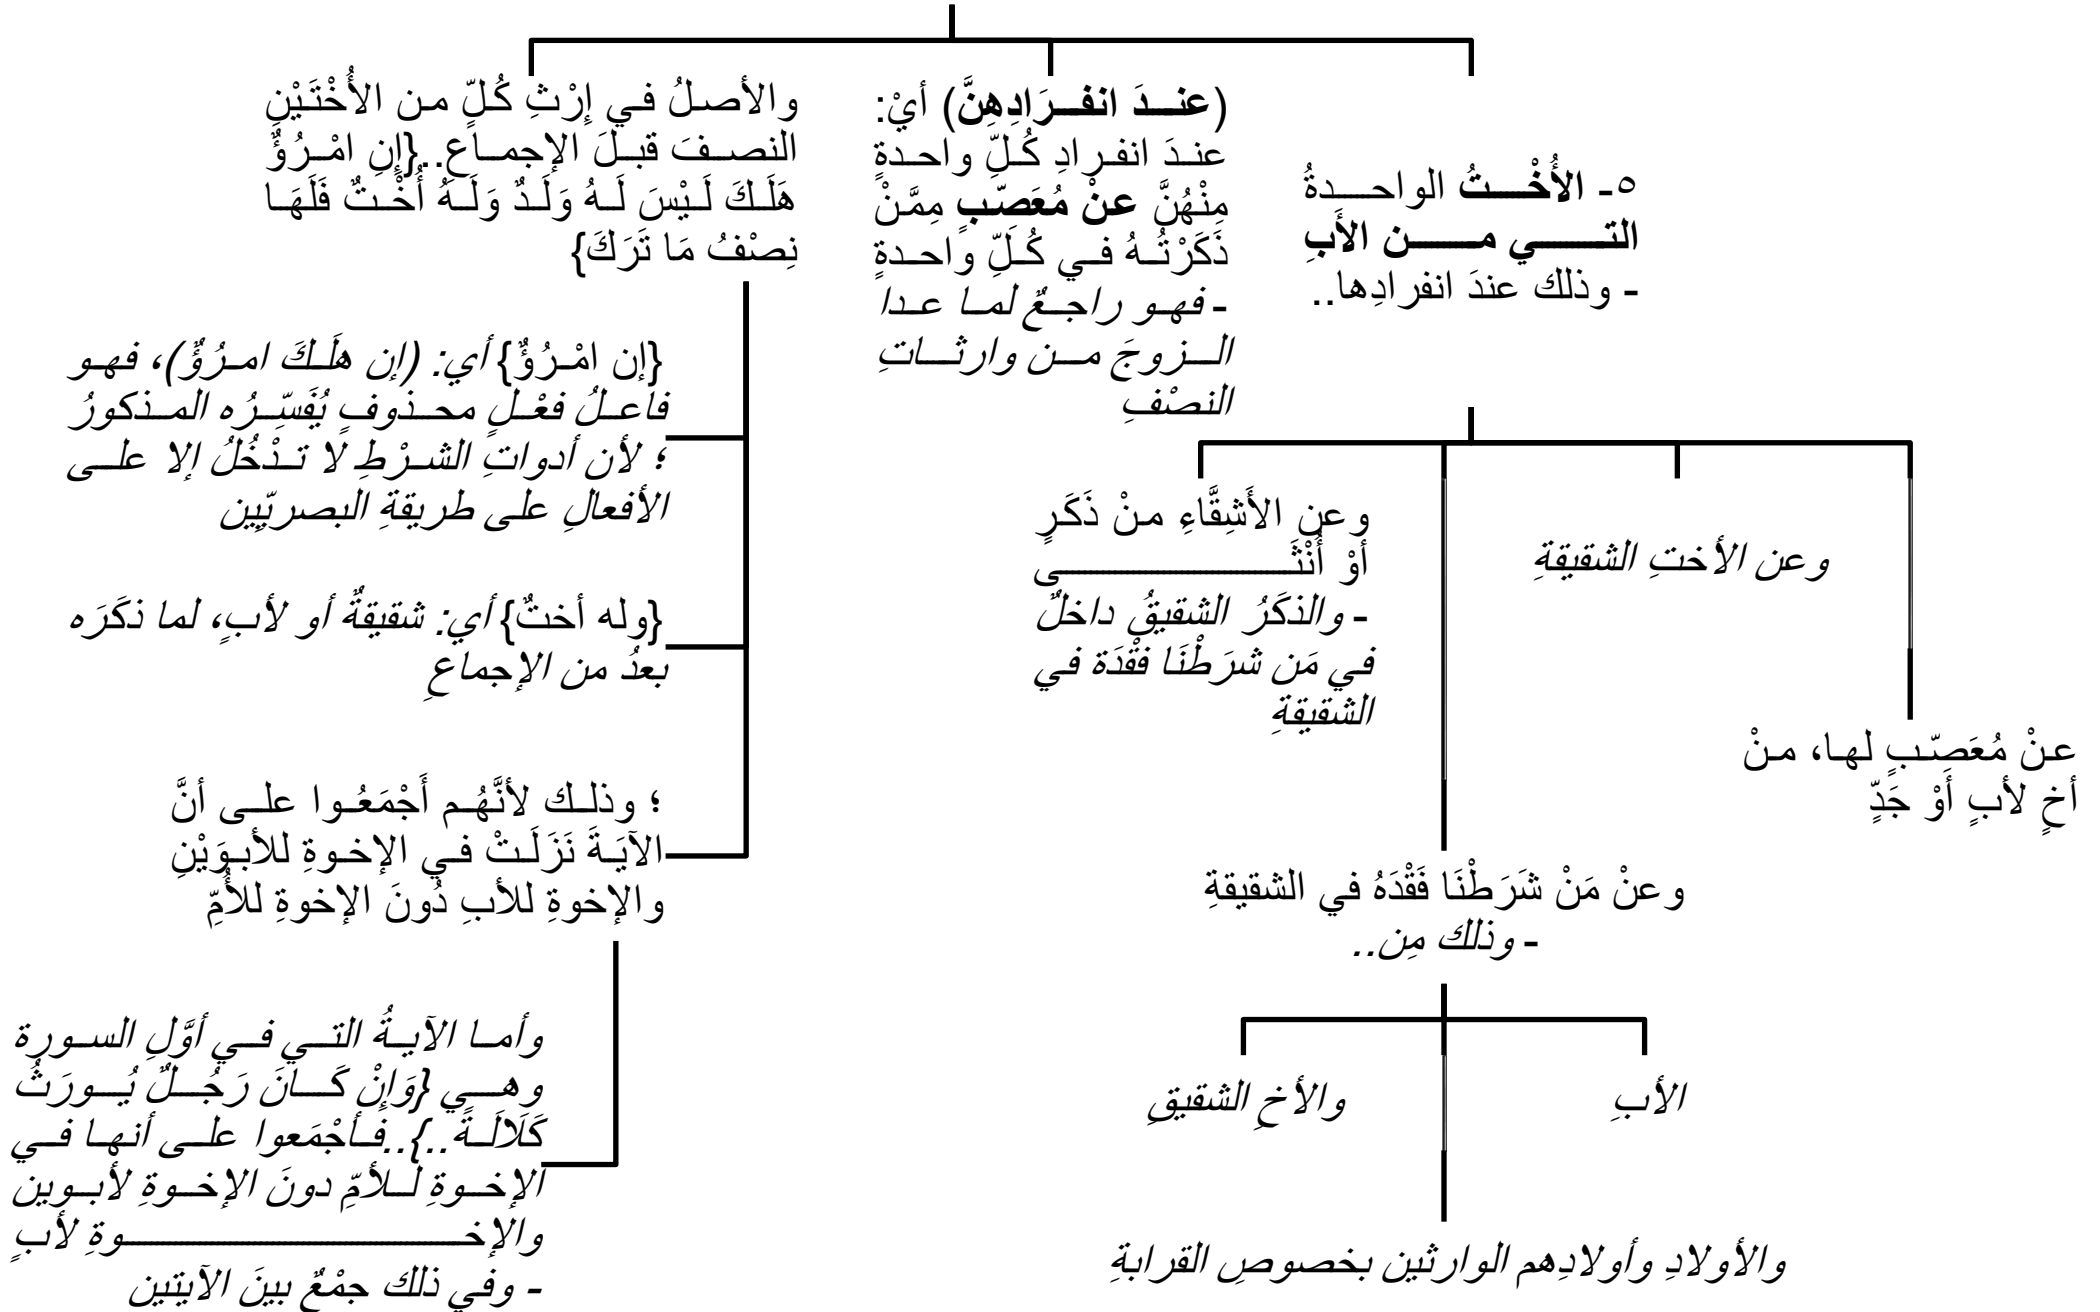 ٥- الأُخْتُ الواحدةُ
التي من الأَبِ
- وذلك عندَ انفرادِها..
عنْ مُعَصِّبٍ لها، منْ
أخٍ لأبٍ أَوْ جَدٍّ
وعن الأختِ الشقيقةِ
وعنْ مَنْ شَرَطْنَا فَقْدَهُ في الشقيقةِ
- وذلك مِن..
الأبِ
والأولادِ وأولادِهم الوارثين بخصوصِ القرابةِ
والأخِ الشقيقِ
وعن الأَشِقَّاءِ منْ ذَكَرٍ
أوْ أُنْثَى
- والذكَرُ الشقيقُ داخلٌ
في مَن شرَطْنَا فقْدَة في
الشقيقةِ
(عندَ انفرَادِهِنَّ) أيْ:
عندَ انفرادِ كُلِّ واحدةٍ
مِنْهُنَّ عنْ مُعَصِّبٍ مِمَّنْ
ذَكَرْتُهُ في كُلِّ واحدةٍ
- فهو راجعٌ لما عدا
الزوجَ من وارثاتِ
النصْفِ
والأصلُ في إِرْثِ كُلٍّ من الأُخْتَيْنِ
النصفَ قبلَ الإجماع..{إِنِ امْرُؤٌ
هَلَكَ لَيْسَ لَهُ وَلَدٌ وَلَهُ أُخْتٌ فَلَهَا
نِصْفُ مَا تَرَكَ}
{إن امْرُؤٌ} أي: (إن هلَكَ امرُؤٌ)، فهو
فاعلُ فعْلٍ محذوفٍ يُفَسِّرُه المذكورُ
؛ لأن أدواتِ الشرْطِ لا تدْخُلُ إلا على
الأفعالِ على طريقةِ البصريّيِين
{وله أختٌ} أي: شقيقةٌ أو لأبٍ، لما ذكَرَه
بعدُ من الإجماعِ
؛ وذلك لأنَّهُم أَجْمَعُوا على أنَّ
الآيَةَ نَزَلَتْ في الإخوةِ للأبوَيْنِ
والإخوةِ للأبِ دُونَ الإخوةِ للأُمِّ
وأما الآيةُ التي في أوَّلِ السورة
وهي {وَإِنْ كَانَ رَجُلٌ يُورَثُ
كَلَالَةً..}..فأجْمَعوا على أنها في
الإخوةِ للأمِّ دونَ الإخوةِ لأبوين
والإخوةِ لأبٍ
- وفي ذلك جمْعٌ بينَ الآيتين